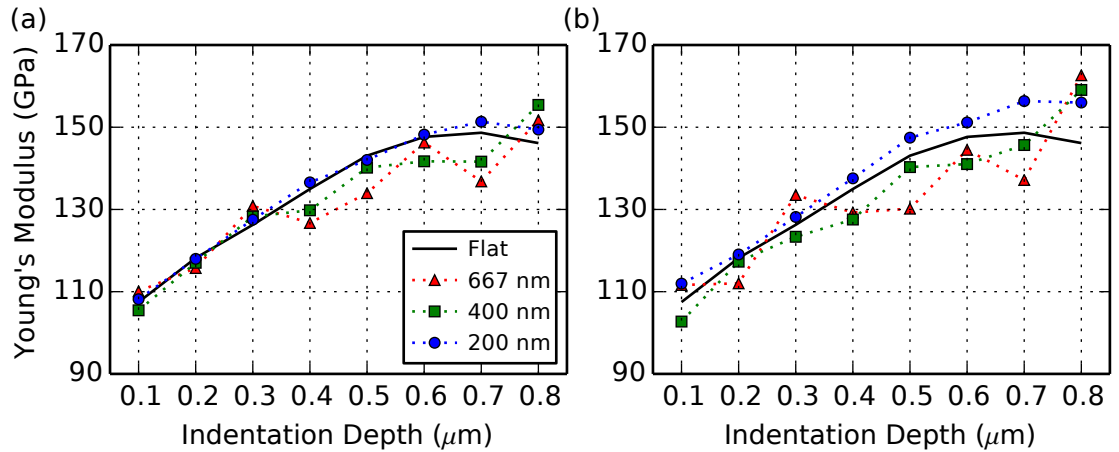 (a)
(b)
Young's Modulus (GPa)
170
150
130
110
90
0.1 0.2 0.3 0.4 0.5 0.6 0.7 0.8
Indentation Depth (μm)
Flat
667 nm
400 nm
200 nm
170
150
130
110
90
0.1 0.2 0.3 0.4 0.5 0.6 0.7 0.8
Indentation Depth (μm)